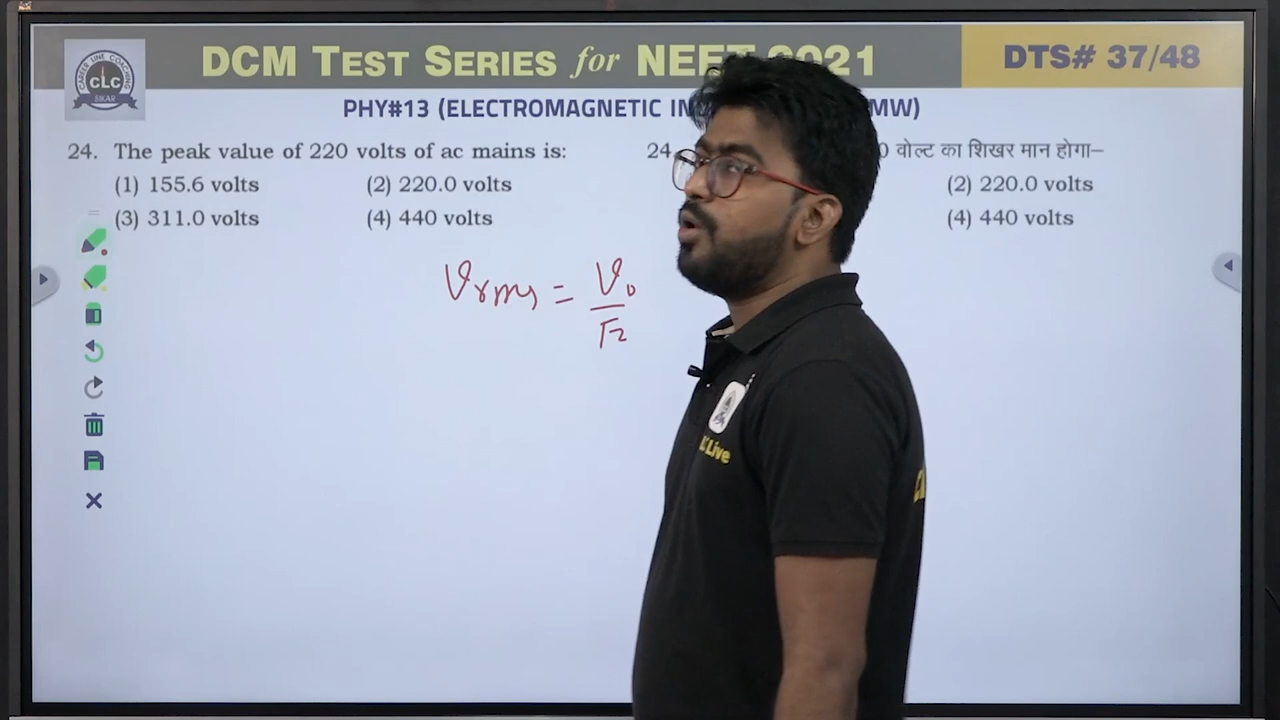 DCM TEST SERIES for NEET 2021
DTS# 37/48
CAREER LINE COACHING
CLC
SIKAR
PHY#13 (ELECTROMAGNETIC
MW)
24. The peak value of 220 volts of ac mains is:
(1) 155.6 volts (2) 220.0 volts
(3) 311.0 volts (4) 440 volts
24.
0 वोल्ट का शिखर मान होगा–
(2) 220.0 volts
(4) 440 volts
Vrms = V0/√2
Live